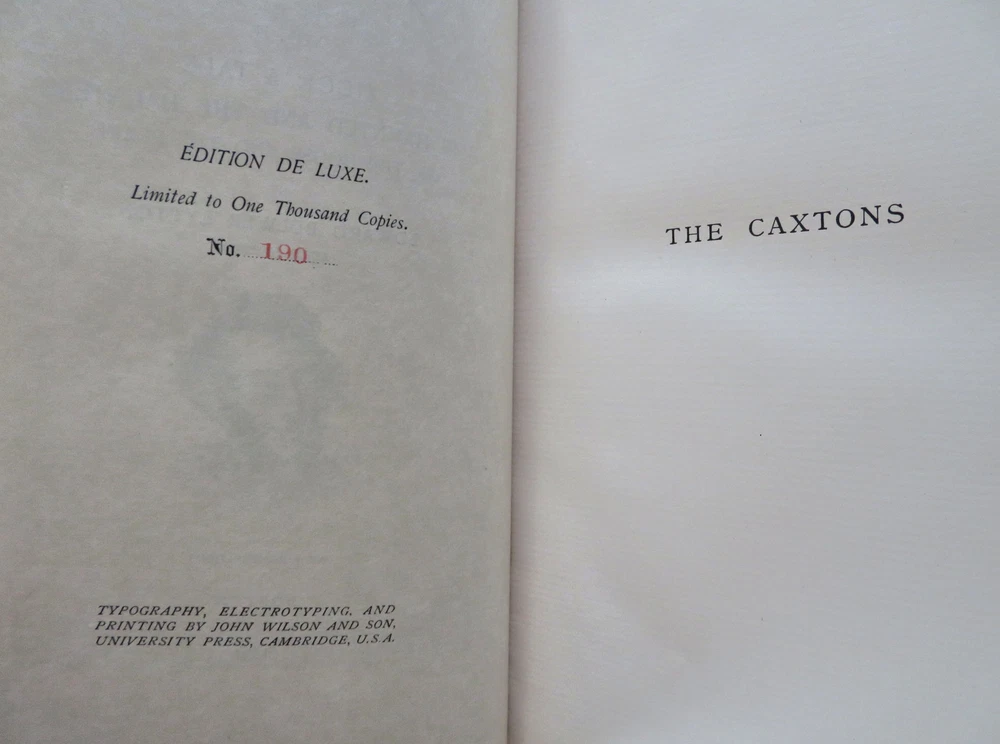 ÉDITION DE LUXE.
Limited to One Thousand Copies.
No. 190
TYPOGRAPHY, ELECTROTYPING, AND
PRINTING BY JOHN WILSON AND SON,
UNIVERSITY PRESS, CAMBRIDGE, U.S.A.
THE CAXTONS